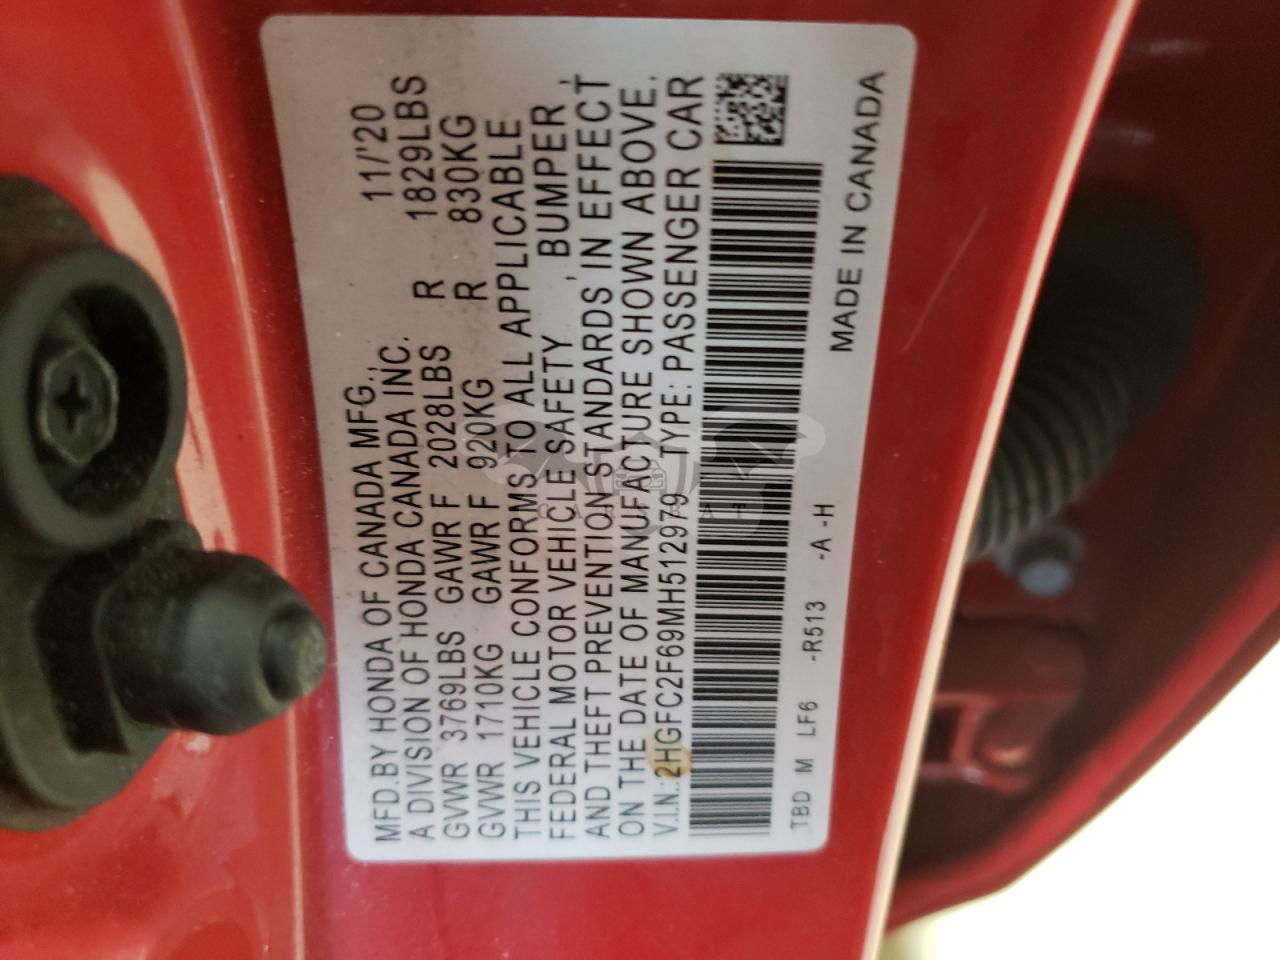 MFD.BY HONDA OF CANADA MFG., 11/'20
A DIVISION OF HONDA CANADA INC.
GVWR 3769LBS GAWR F 2028LBS R 1829LBS
GVWR 1710KG GAWR F 920KG R 830KG
THIS VEHICLE CONFORMS TO ALL APPLICABLE
FEDERAL MOTOR VEHICLE SAFETY , BUMPER ,
AND THEFT PREVENTION STANDARDS IN EFFECT
ON THE DATE OF MANUFACTURE SHOWN ABOVE.
V.I.N.: 2HGFC2F69MH512979 TYPE: PASSENGER CAR
TBD M LF6 -R513 -A -H MADE IN CANADA